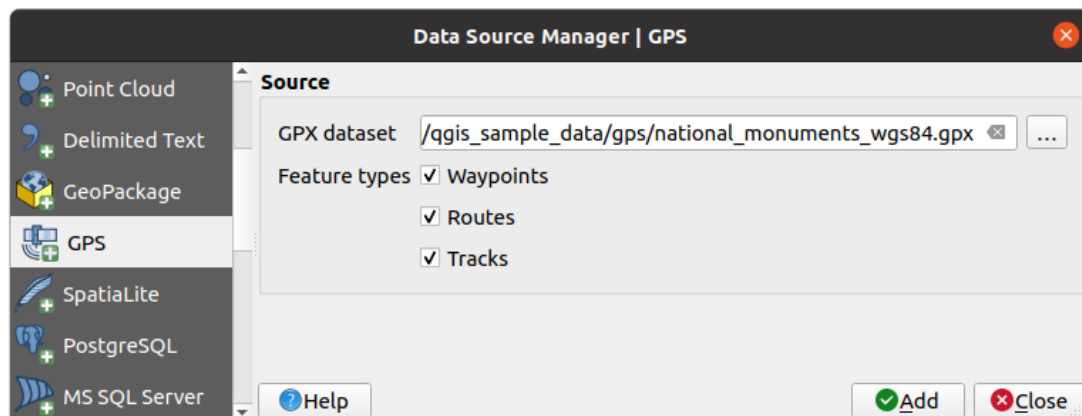 Data Source Manager | GPS
Point Cloud
Delimited Text
GeoPackage
GPS
SpatiaLite
PostgreSQL
MS SQL Server
Source
GPX dataset /qgis_sample_data/gps/national_monuments_wgs84.gpx ...
Feature types Waypoints
Routes
Tracks
Help Add Close